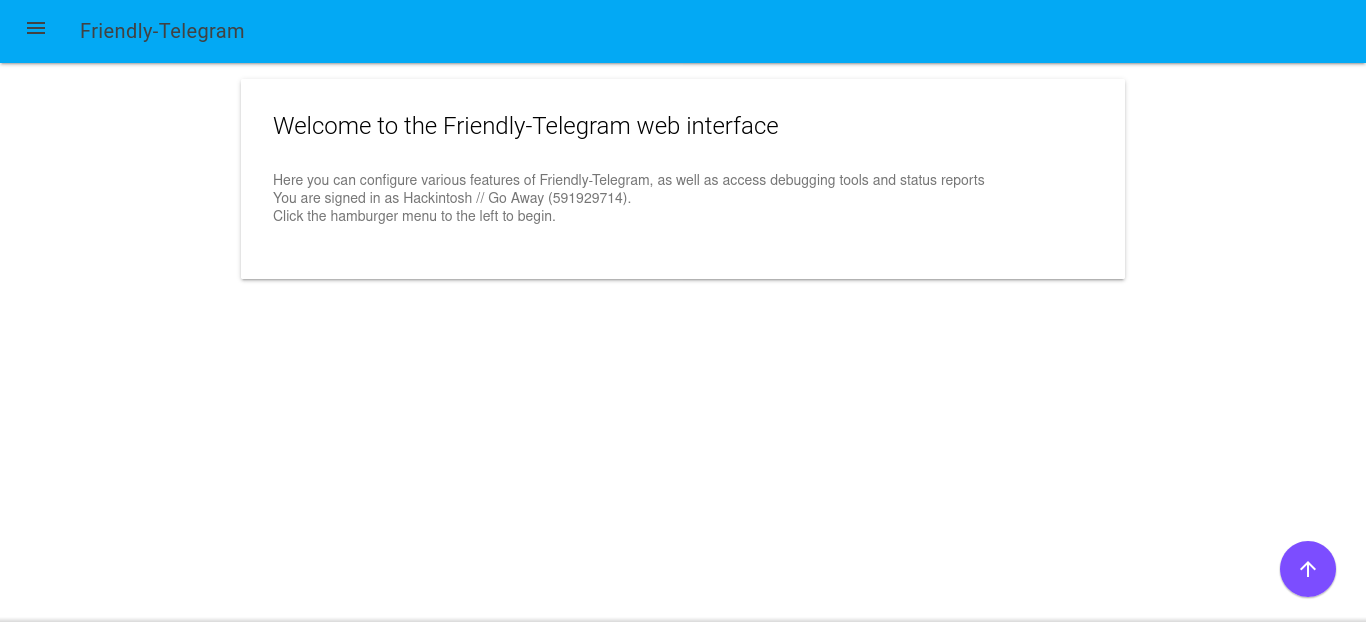 Friendly-Telegram
Welcome to the Friendly-Telegram web interface
Here you can configure various features of Friendly-Telegram, as well as access debugging tools and status reports
You are signed in as Hackintosh // Go Away (591929714).
Click the hamburger menu to the left to begin.